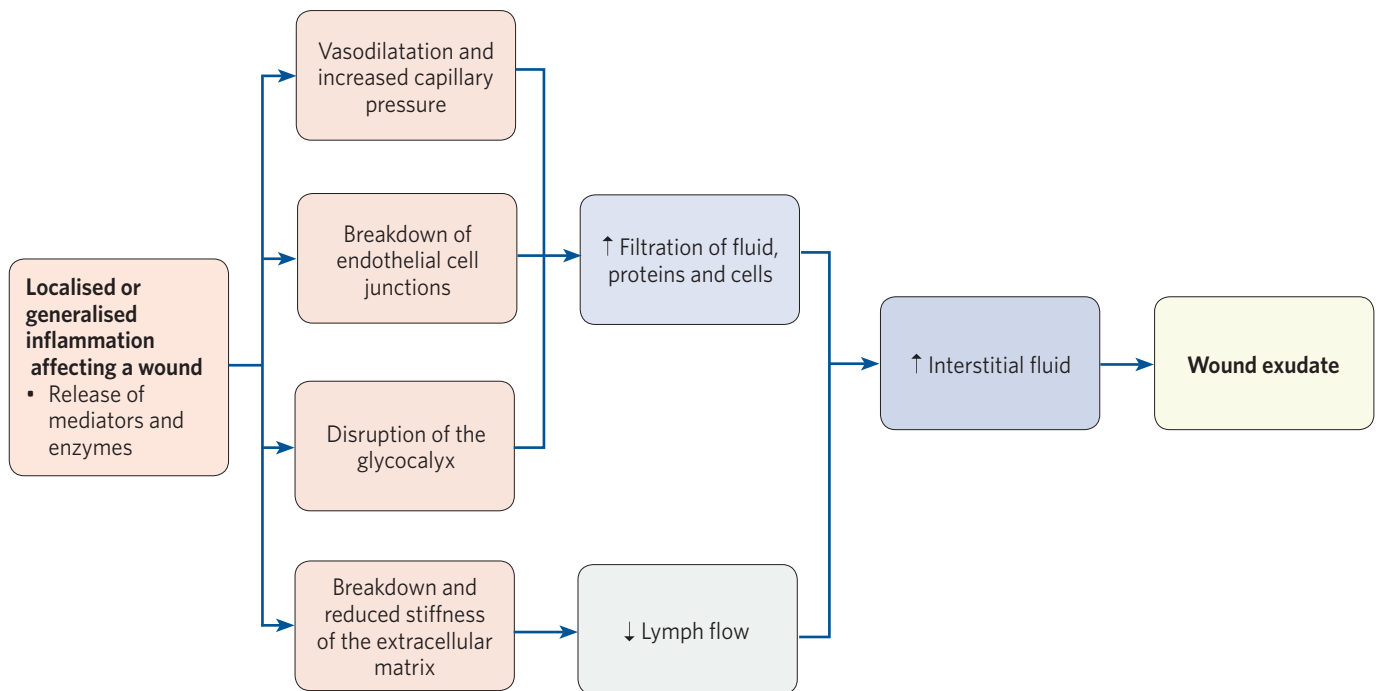 Vasodilatation and
increased capillary
pressure
Breakdown of
endothelial cell
junctions
↑ Filtration of fluid,
proteins and cells
Localised or
generalised
inflammation
affecting a wound
• Release of
mediators and
enzymes
↑ Interstitial fluid
Wound exudate
Disruption of the
glycocalyx
Breakdown and
reduced stiffness
of the extracellular
matrix
↓ Lymph flow